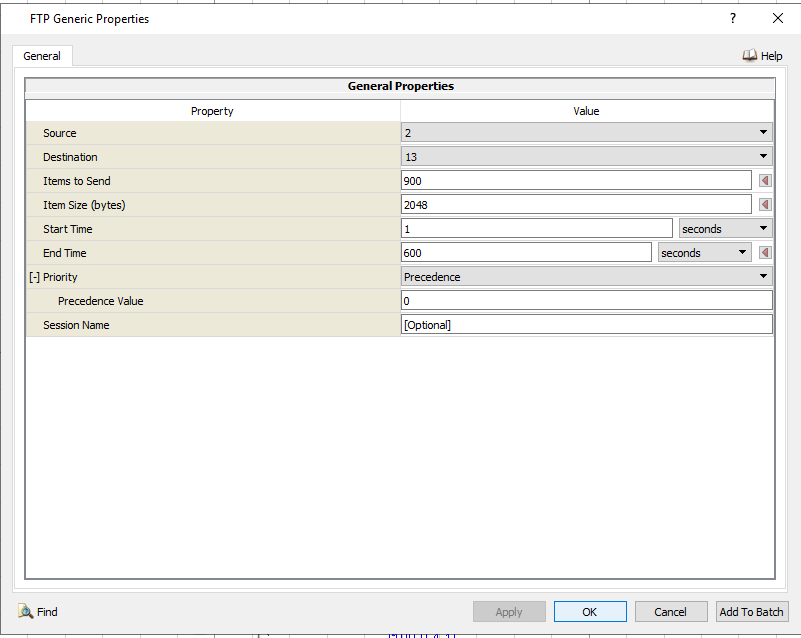 FTP Generic Properties
?
General
Help
General Properties
Property Value
Source 2
Destination 13
Items to Send 900
Item Size (bytes) 2048
Start Time 1 seconds
End Time 600 seconds
[-] Priority Precedence
Precedence Value 0
Session Name [Optional]
Find Apply OK Cancel Add To Batch